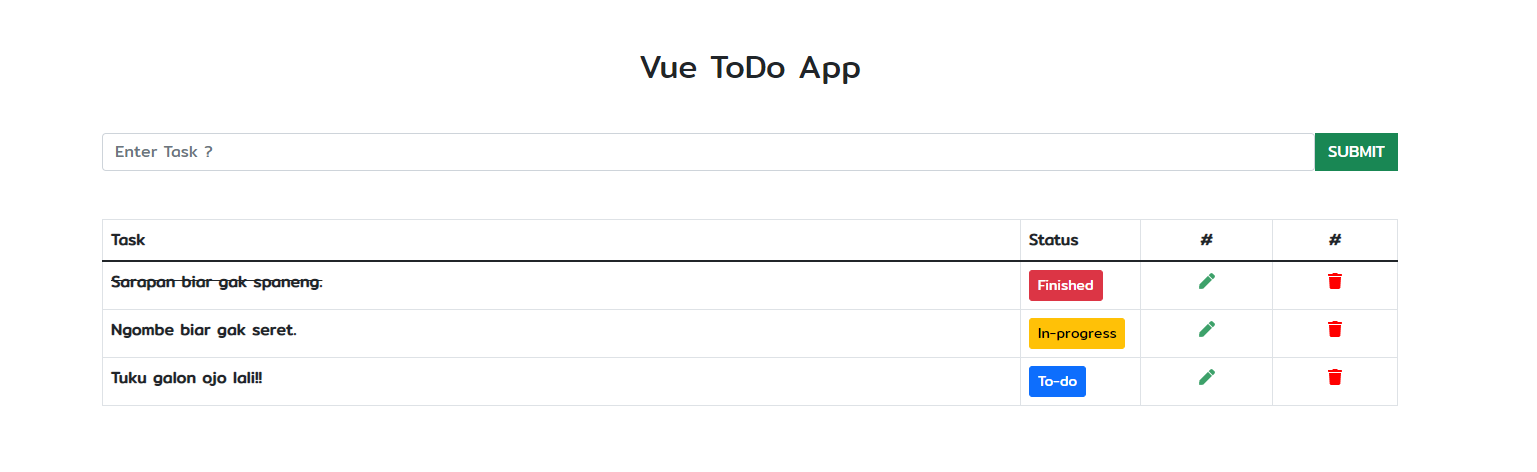 Vue ToDo App
Enter Task ?
SUBMIT
Task Status # #
Sarapan biar gak spaneng. Finished
Ngombe biar gak seret. In-progress
Tuku galon ojo lali!! To-do